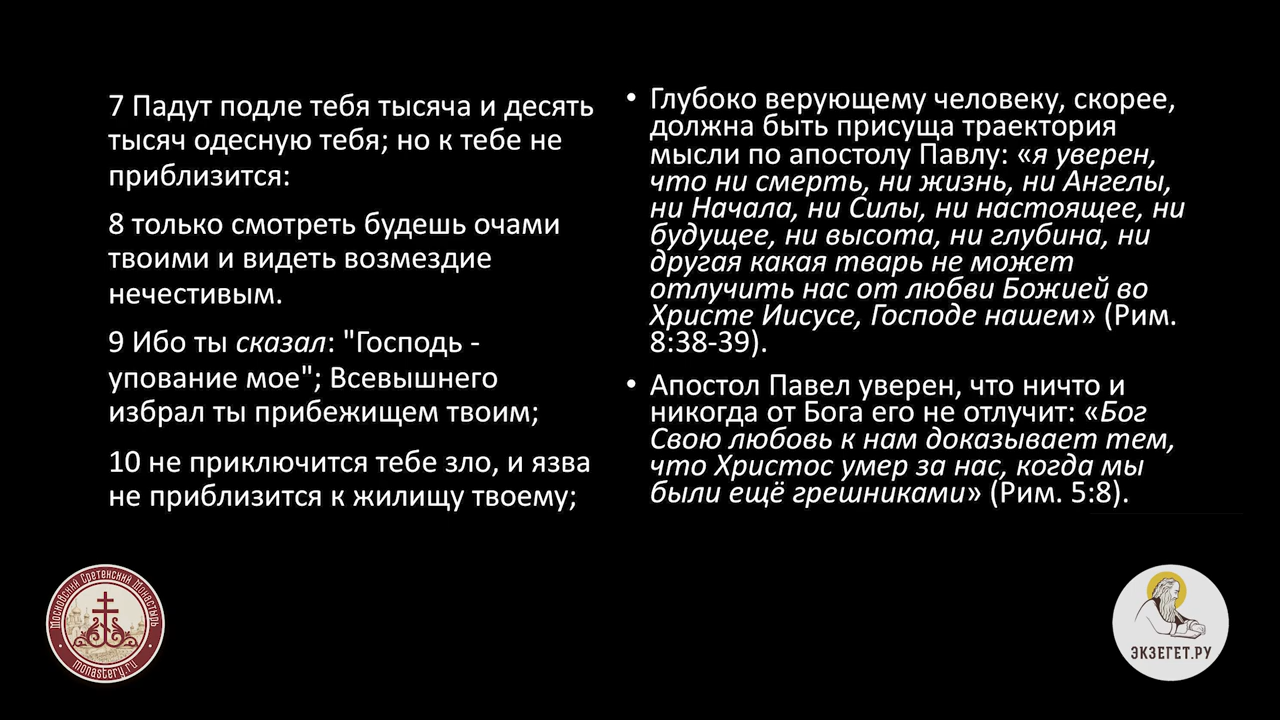 7 Падут подле тебя тысяча и десять
тысяч одесную тебя; но к тебе не
приблизится:
8 только смотреть будешь очами
твоими и видеть возмездие
нечестивым.
9 Ибо ты сказал: "Господь -
упование мое"; Всевышнего
избрал ты прибежищем твоим;
10 не приключится тебе зло, и язва
не приблизится к жилищу твоему;
• Глубоко верующему человеку, скорее,
должна быть присуща траектория
мысли по апостолу Павлу: «я уверен,
что ни смерть, ни жизнь, ни Ангелы,
ни Начала, ни Силы, ни настоящее, ни
будущее, ни высота, ни глубина, ни
другая какая тварь не может
отлучить нас от любви Божией во
Христе Иисусе, Господе нашем» (Рим.
8:38-39).
• Апостол Павел уверен, что ничто и
никогда от Бога его не отлучит: «Бог
Свою любовь к нам доказывает тем,
что Христос умер за нас, когда мы
были ещё грешниками» (Рим. 5:8).
Московский Сретенский Монастырь
monastery.ru
ЭКЗЕГЕТ.РУ